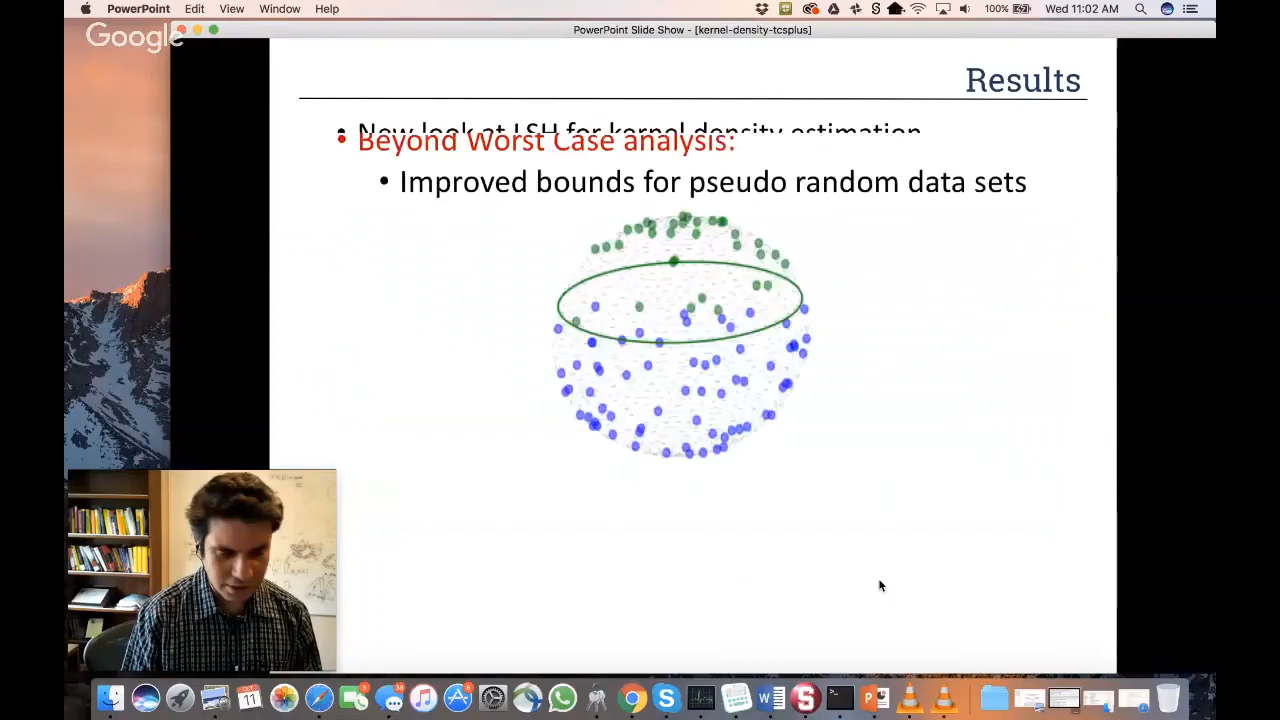 PowerPoint Edit View Window Help 100% Wed 11:02 AM
Google
PowerPoint Slide Show - [kernel-density-tcsplus]
Results
• New look at LSH for kernel density estimation
• Beyond Worst Case analysis:
• Improved bounds for pseudo random data sets